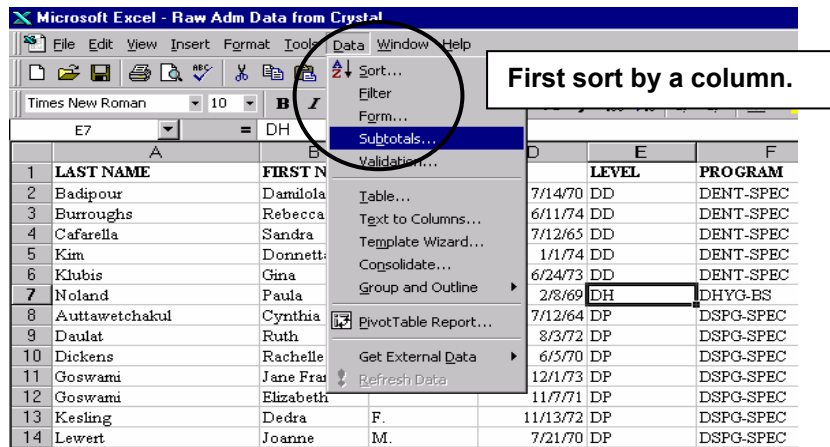 Microsoft Excel - Raw Adm Data from Crystal
File Edit View Insert Format Tools Data Window Help
First sort by a column.
Times New Roman 10 B I
E7 = DH
Sort...
Filter
Form...
Subtotals...
Validation...
Table...
Text to Columns...
Template Wizard...
Consolidate...
Group and Outline
PivotTable Report...
Get External Data
Refresh Data
A B D E F
1 LAST NAME FIRST N LEVEL PROGRAM
2 Badipour Damilola 7/14/70 DD DENT-SPEC
3 Burroughs Rebecca 6/11/74 DD DENT-SPEC
4 Cafarella Sandra 7/12/65 DD DENT-SPEC
5 Kim Donnett 1/1/74 DD DENT-SPEC
6 Klubis Gina 6/24/73 DD DENT-SPEC
7 Noland Paula 2/8/69 DH DHYG-BS
8 Auttawetchakul Cynthia 7/12/64 DP DSPG-SPEC
9 Daulat Ruth 8/3/72 DP DSPG-SPEC
10 Dickens Rachelle 6/5/70 DP DSPG-SPEC
11 Goswami Jane Fra 12/1/73 DP DSPG-SPEC
12 Goswami Elizabeth 11/7/71 DP DSPG-SPEC
13 Kesling Dedra F. 11/13/72 DP DSPG-SPEC
14 Lewert Joanne M. 7/21/70 DP DSPG-SPEC